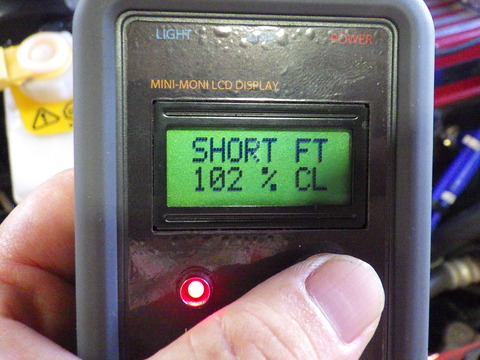 LIGHT POWER
MINI-MONI LCD DISPLAY
SHORT FT
102 % CL